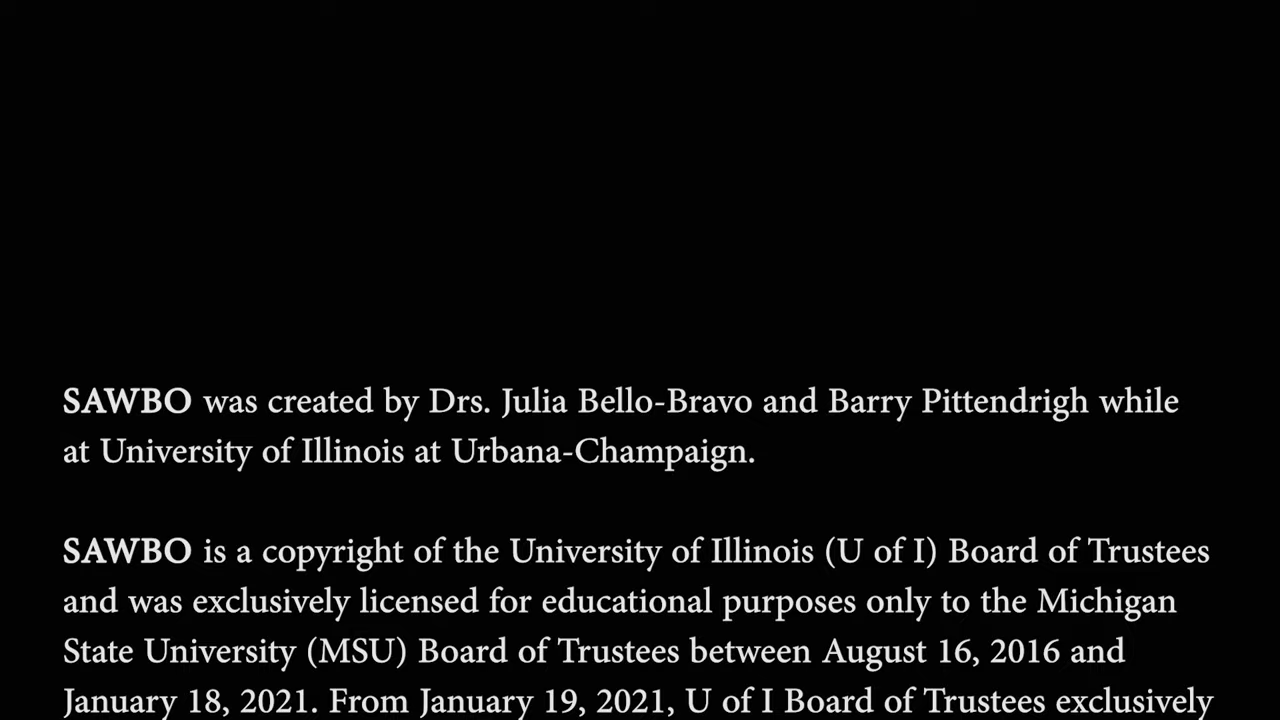 SAWBO was created by Drs. Julia Bello-Bravo and Barry Pittendrigh while
at University of Illinois at Urbana-Champaign.
SAWBO is a copyright of the University of Illinois (U of I) Board of Trustees
and was exclusively licensed for educational purposes only to the Michigan
State University (MSU) Board of Trustees between August 16, 2016 and
January 18, 2021. From January 19, 2021, U of I Board of Trustees exclusively